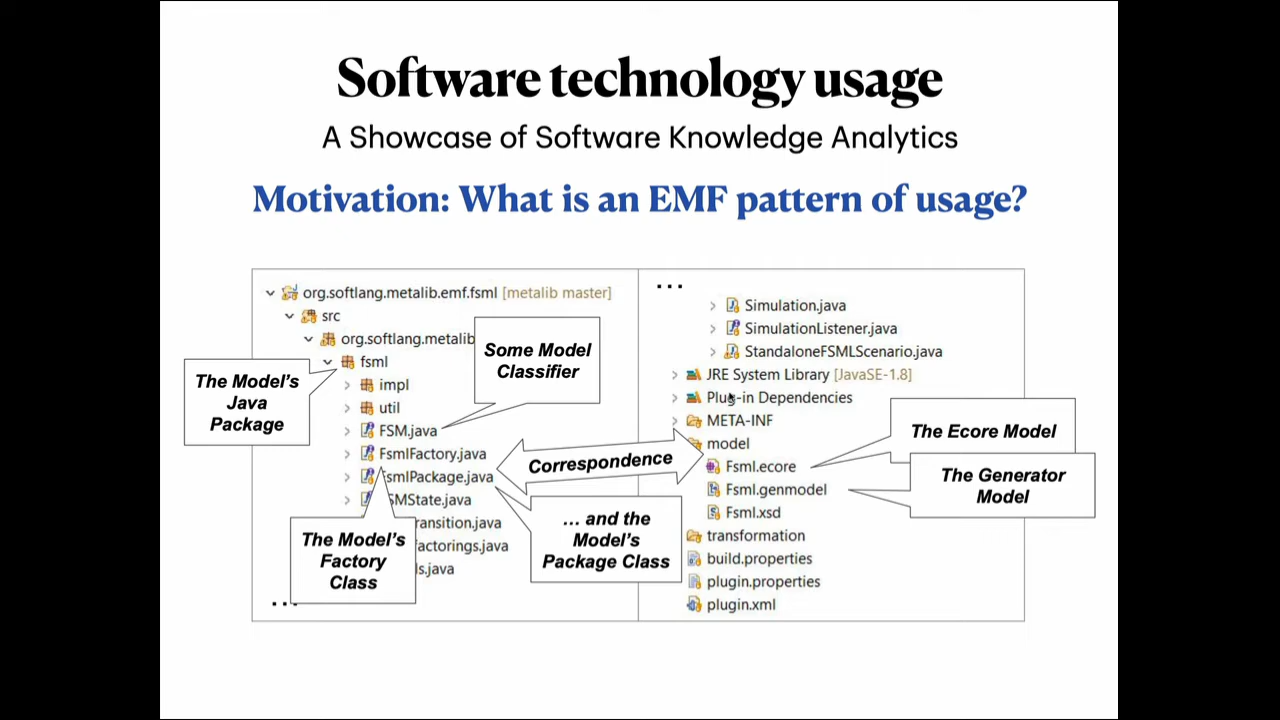 Software technology usage
A Showcase of Software Knowledge Analytics
Motivation: What is an EMF pattern of usage?
org.softlang.metalib.emf.fsml [metalib master]
src
org.softlang.metalib
fsml
impl
util
FSM.java
FsmlFactory.java
smlPackage.java
SMState.java
ransition.java
actorings.java
ls.java
...
The Model's
Java
Package
Some Model
Classifier
The Model's
Factory
Class
... and the
Model's
Package Class
Correspondence
...
Simulation.java
SimulationListener.java
StandaloneFSMLScenario.java
JRE System Library [JavaSE-1.8]
Plug-in Dependencies
META-INF
model
Fsml.ecore
Fsml.genmodel
Fsml.xsd
transformation
build.properties
plugin.properties
plugin.xml
The Ecore Model
The Generator
Model